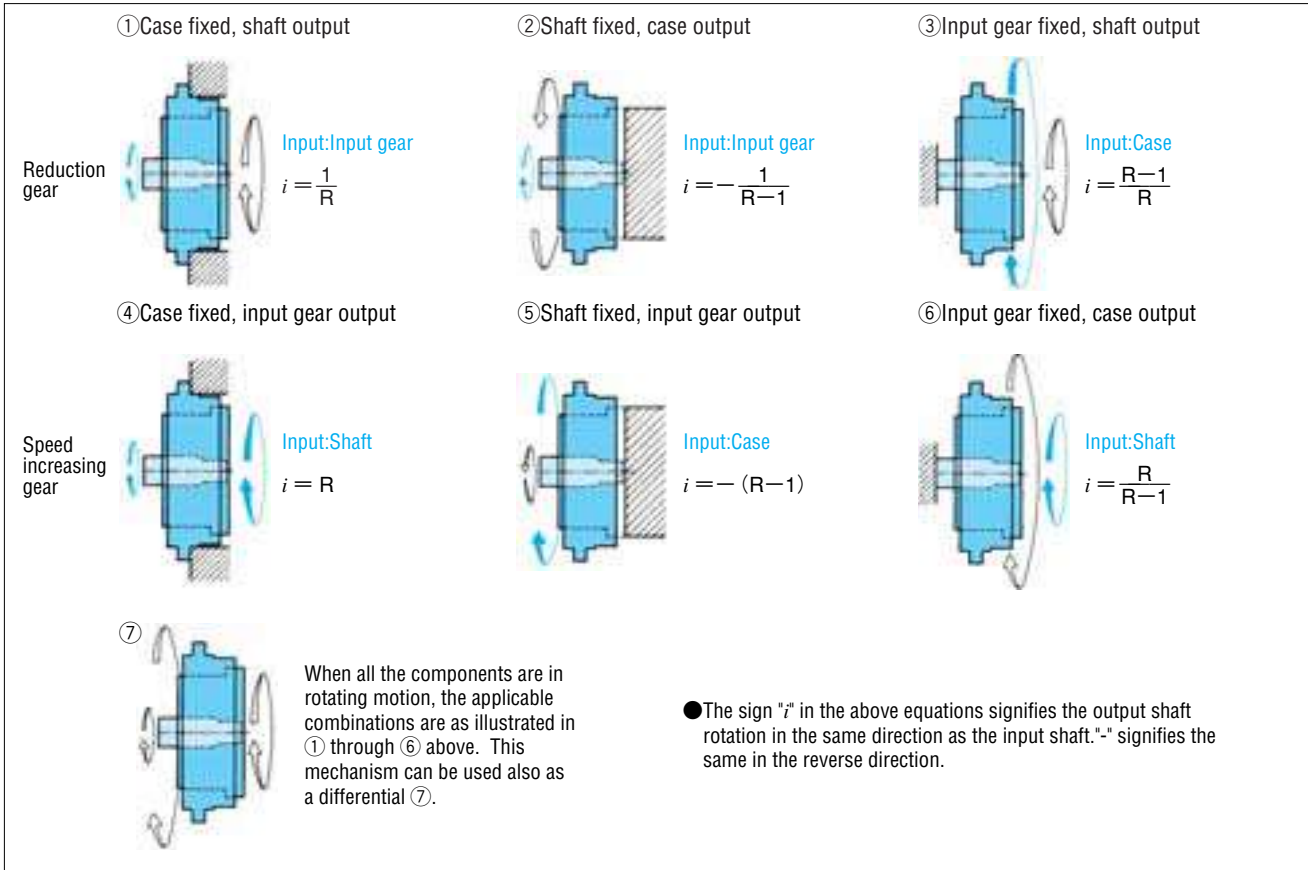 ①Case fixed, shaft output
②Shaft fixed, case output
③Input gear fixed, shaft output
Reduction
gear
Input:Input gear
i = 1/R
Input:Input gear
i = - 1/(R-1)
Input:Case
i = (R-1)/R
④Case fixed, input gear output
⑤Shaft fixed, input gear output
⑥Input gear fixed, case output
Speed
increasing
gear
Input:Shaft
i = R
Input:Case
i = - (R-1)
Input:Shaft
i = R/(R-1)
⑦
When all the components are in
rotating motion, the applicable
combinations are as illustrated in
① through ⑥ above. This
mechanism can be used also as
a differential ⑦.
●The sign "i" in the above equations signifies the output shaft
rotation in the same direction as the input shaft."-" signifies the
same in the reverse direction.